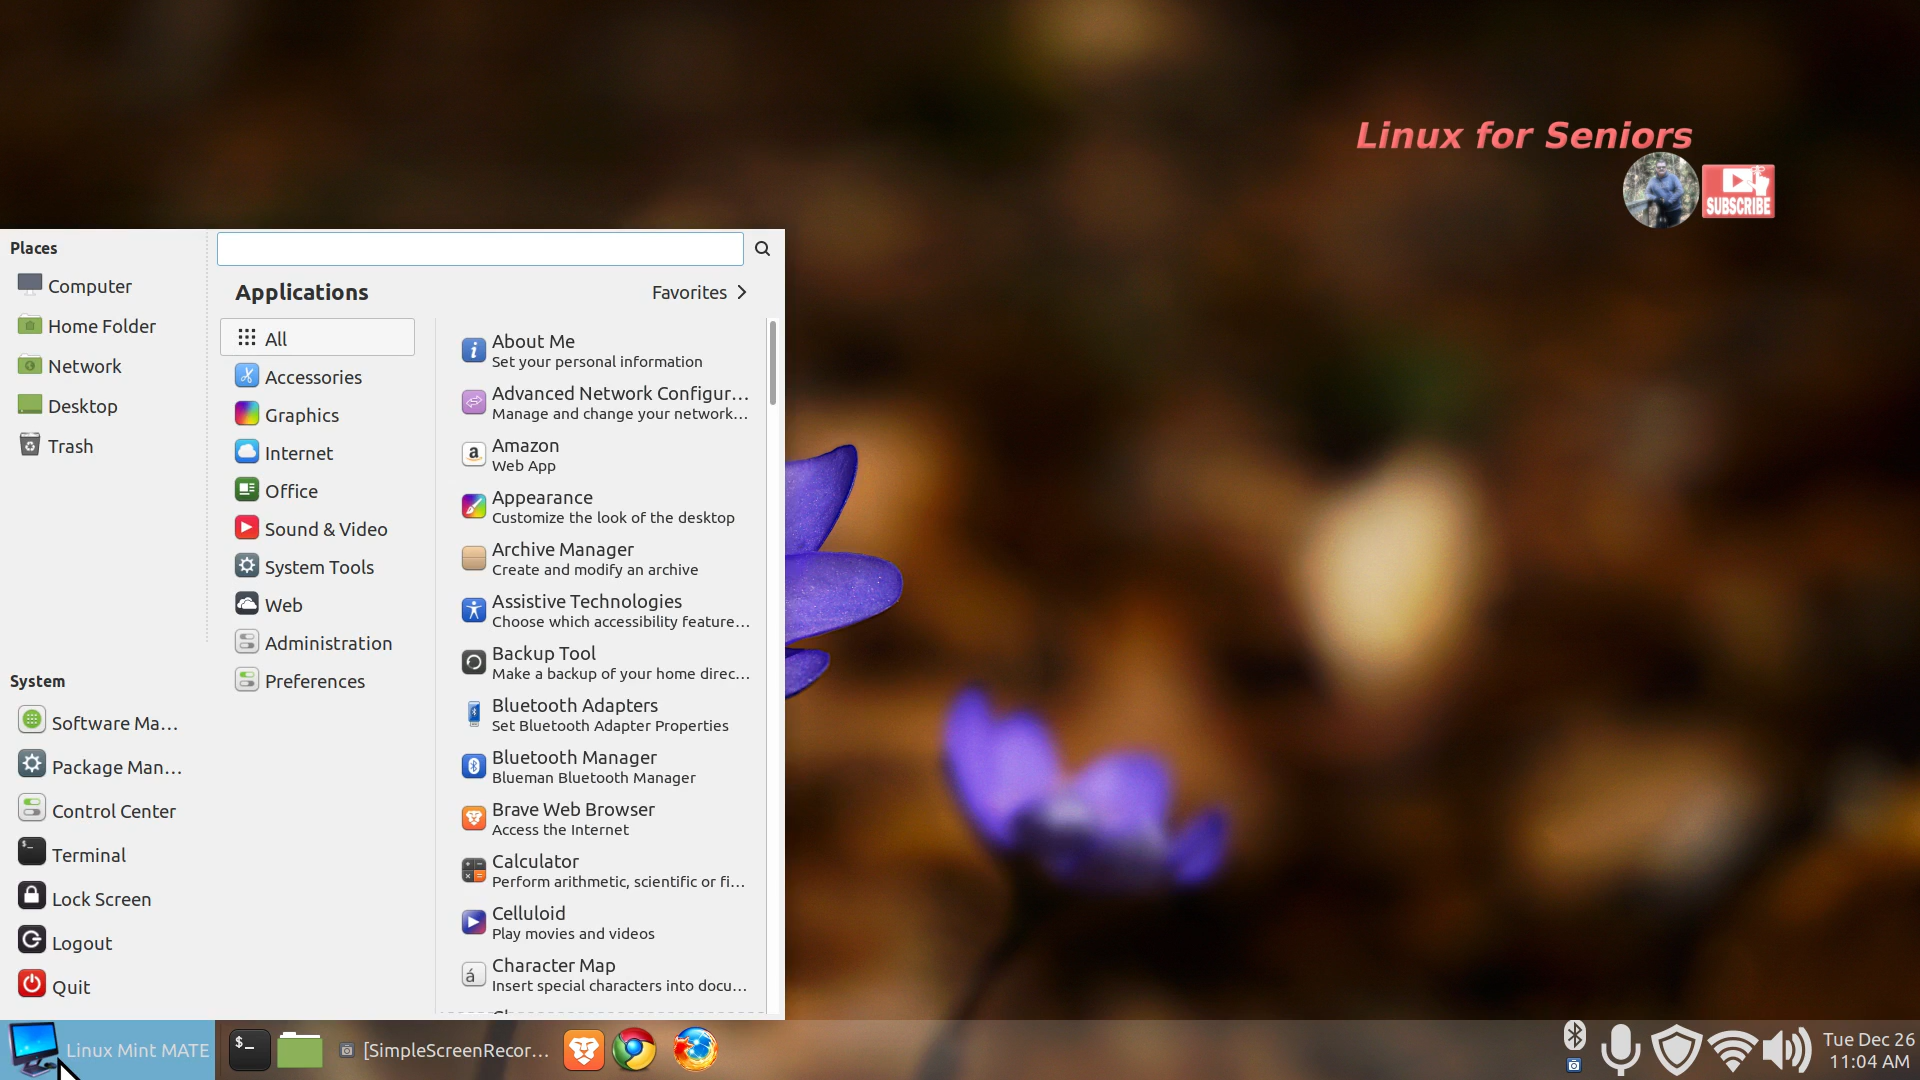 Linux for Seniors
SUBSCRIBE
Places
Computer
Home Folder
Network
Desktop
Trash
System
Software Ma...
Package Man...
Control Center
Terminal
Lock Screen
Logout
Quit
Applications
Favorites
All
Accessories
Graphics
Internet
Office
Sound & Video
System Tools
Web
Administration
Preferences
About Me
Set your personal information
Advanced Network Configur...
Manage and change your network...
Amazon
Web App
Appearance
Customize the look of the desktop
Archive Manager
Create and modify an archive
Assistive Technologies
Choose which accessibility feature...
Backup Tool
Make a backup of your home direc...
Bluetooth Adapters
Set Bluetooth Adapter Properties
Bluetooth Manager
Blueman Bluetooth Manager
Brave Web Browser
Access the Internet
Calculator
Perform arithmetic, scientific or fi...
Celluloid
Play movies and videos
Character Map
Insert special characters into docu...
Linux Mint MATE
[SimpleScreenRecor...
Tue Dec 26
11:04 AM